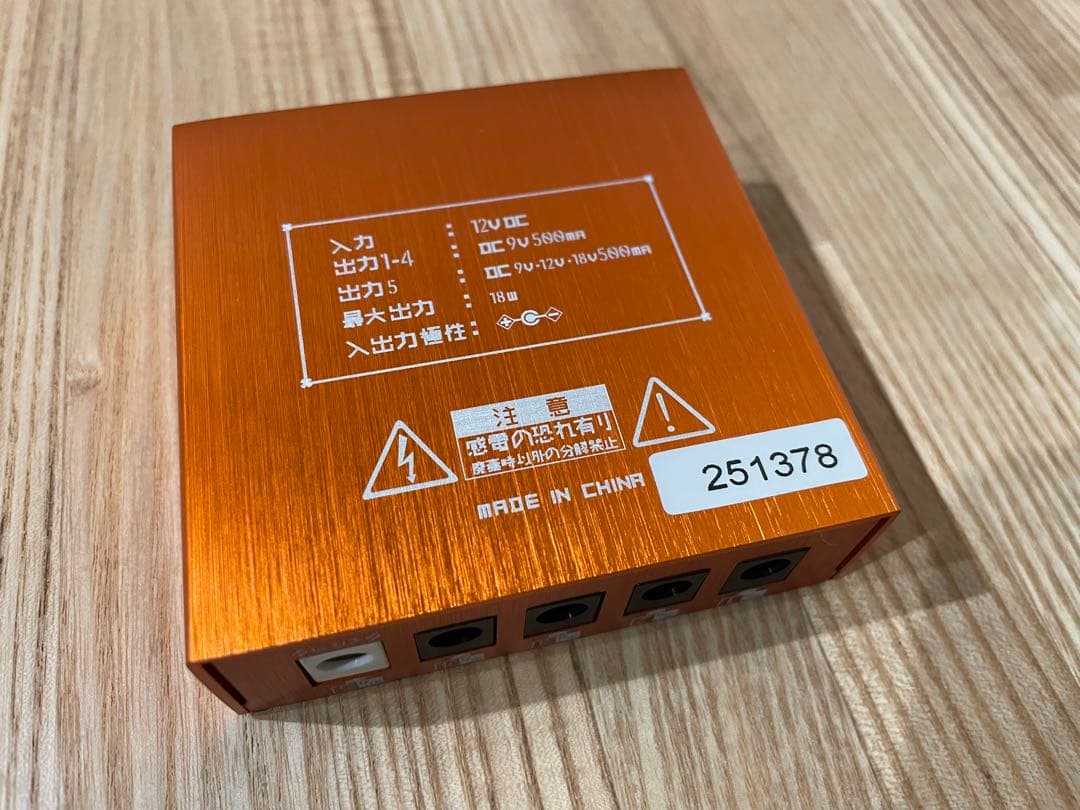 入力 : 12V DC
出力1-4 : DC 9V 500mA
出力5 : DC 9V・12V・18V500mA
最大出力 : 18W
入出力極性 :
注意
感電の恐れ有り
廃棄時以外の分解禁止
MADE IN CHINA
251378